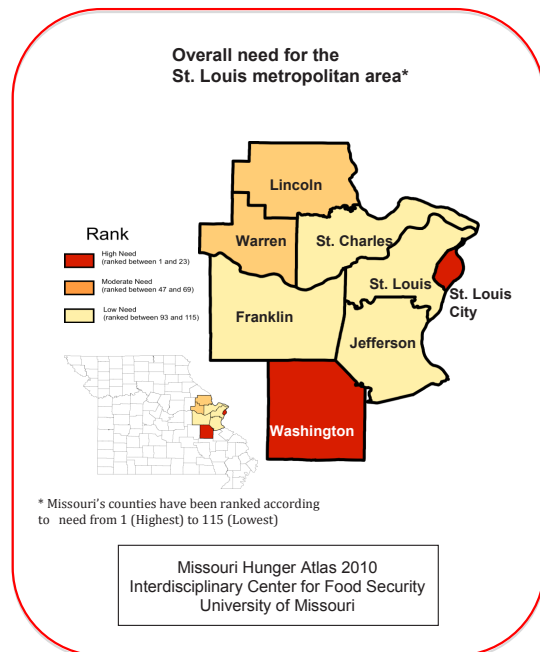 Overall need for the
St. Louis metropolitan area*
Lincoln
Warren
St. Charles
St. Louis
St. Louis
City
Franklin
Jefferson
Washington
Rank
High Need
(ranked between 1 and 23)
Moderate Need
(ranked between 47 and 69)
Low Need
(ranked between 93 and 115)
* Missouri's counties have been ranked according
to need from 1 (Highest) to 115 (Lowest)
Missouri Hunger Atlas 2010
Interdisciplinary Center for Food Security
University of Missouri